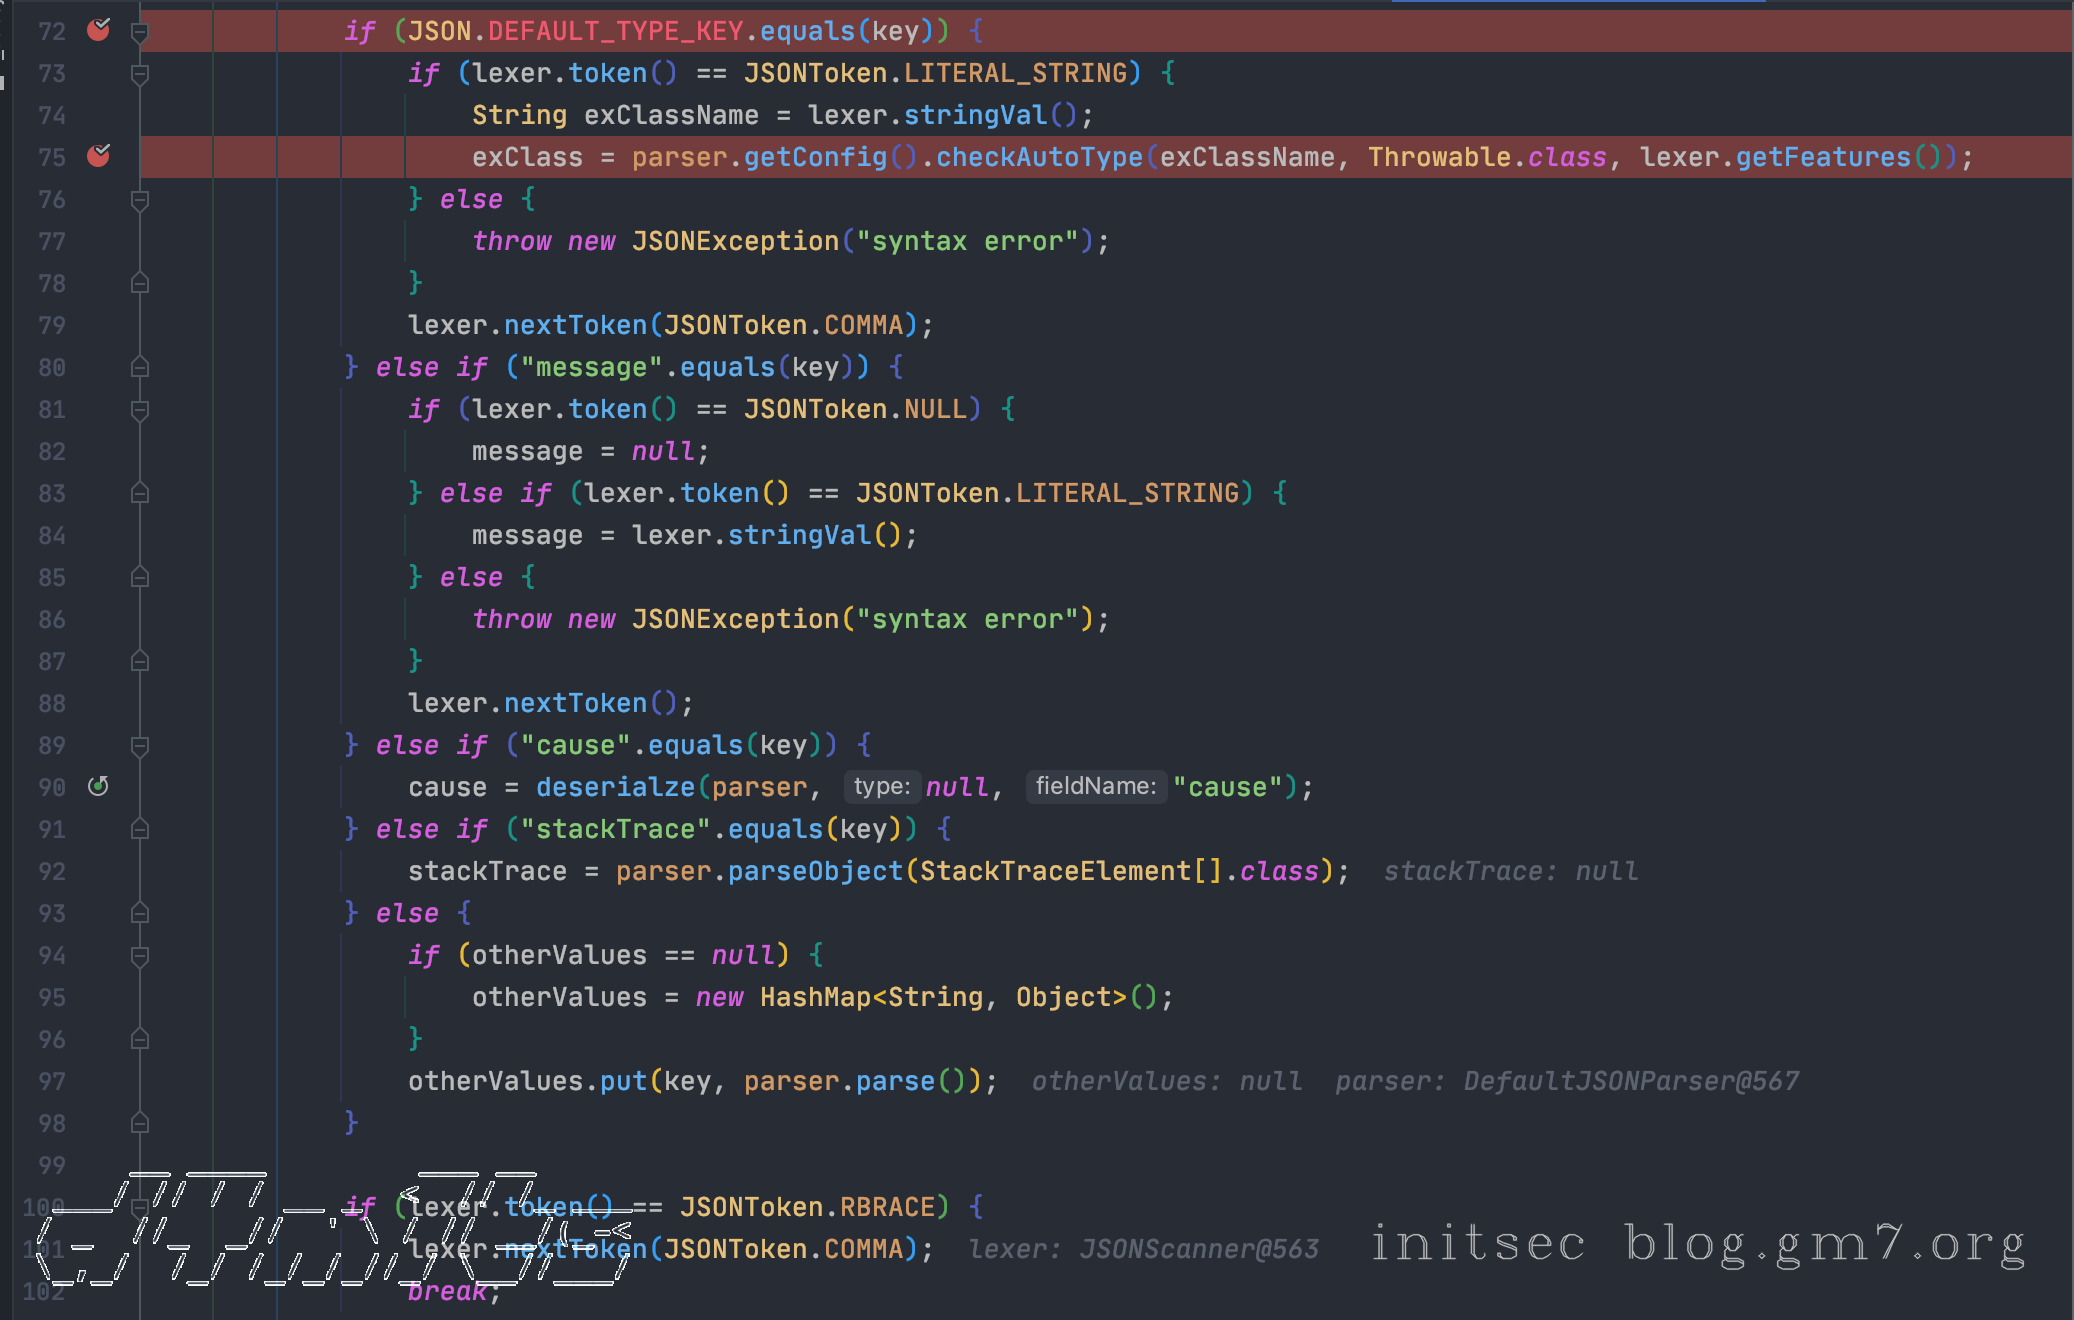 72 if (JSON.DEFAULT_TYPE_KEY.equals(key)) {
73 if (lexer.token() == JSONToken.LITERAL_STRING) {
74 String exClassName = lexer.stringVal();
75 exClass = parser.getConfig().checkAutoType(exClassName, Throwable.class, lexer.getFeatures());
76 } else {
77 throw new JSONException("syntax error");
78 }
79 lexer.nextToken(JSONToken.COMMA);
80 } else if ("message".equals(key)) {
81 if (lexer.token() == JSONToken.NULL) {
82 message = null;
83 } else if (lexer.token() == JSONToken.LITERAL_STRING) {
84 message = lexer.stringVal();
85 } else {
86 throw new JSONException("syntax error");
87 }
88 lexer.nextToken();
89 } else if ("cause".equals(key)) {
90 cause = deserialze(parser, type: null, fieldName: "cause");
91 } else if ("stackTrace".equals(key)) {
92 stackTrace = parser.parseObject(StackTraceElement[].class); stackTrace: null
93 } else {
94 if (otherValues == null) {
95 otherValues = new HashMap<String, Object>();
96 }
97 otherValues.put(key, parser.parse()); otherValues: null parser: DefaultJSONParser@567
98 }
99
100 if (lexer.token() == JSONToken.RBRACE) {
101 lexer.nextToken(JSONToken.COMMA); lexer: JSONScanner@563
102 break;
initsec blog.gm7.org